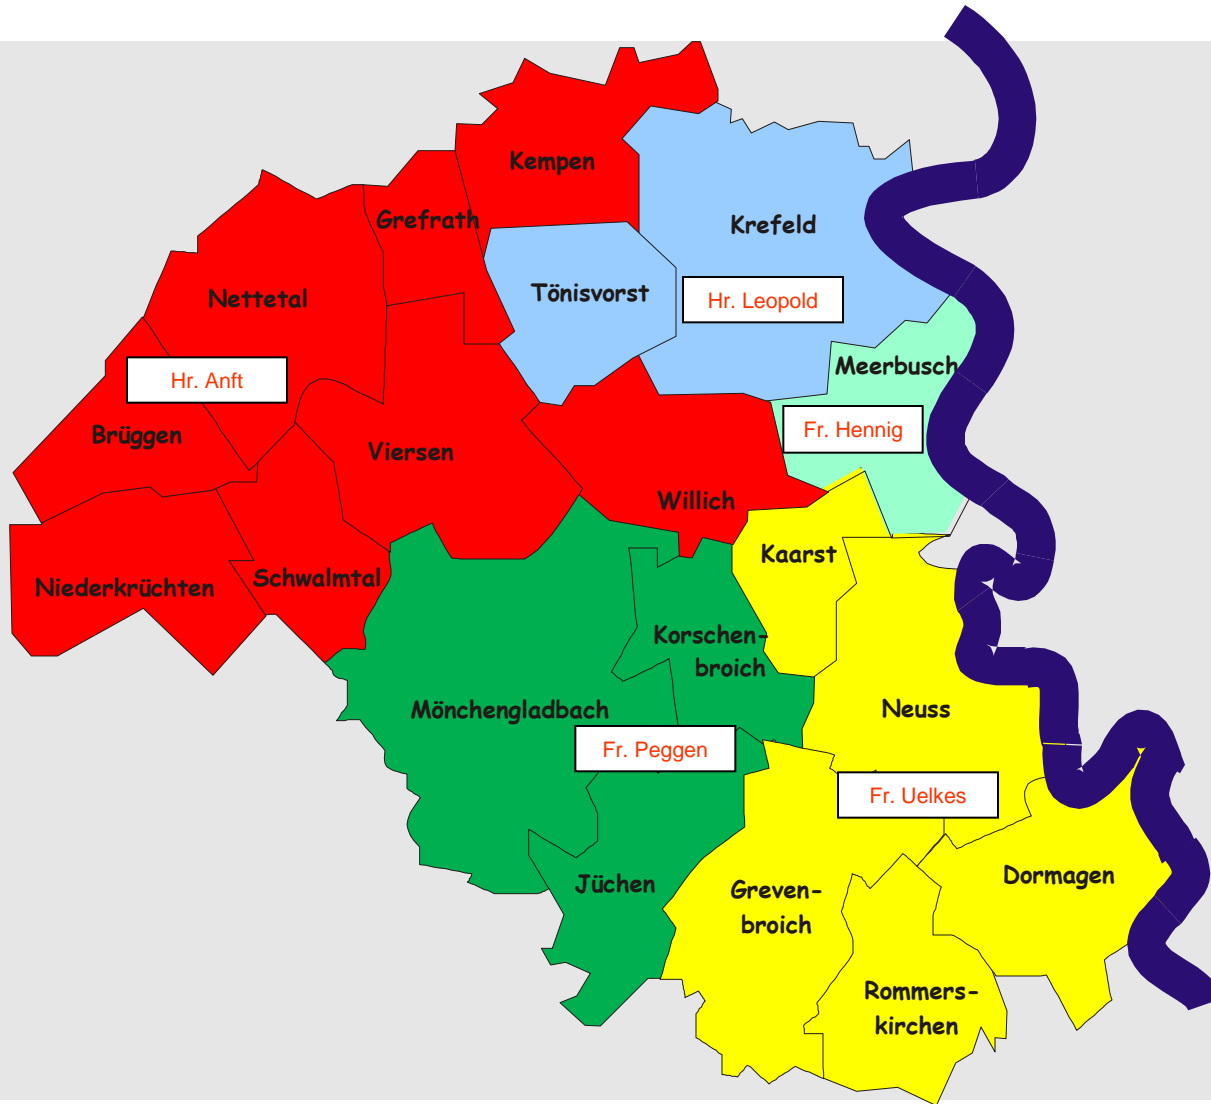 Kempen
Grefrath
Krefeld
Nettetal
Tönisvorst
Hr. Leopold
Meerbusch
Hr. Anft
Brüggen
Viersen
Fr. Hennig
Willich
Kaarst
Niederkrüchten
Schwalmtal
Korschen-
broich
Mönchengladbach
Neuss
Fr. Peggen
Fr. Uelkes
Jüchen
Greven-
broich
Dormagen
Rommers-
kirchen